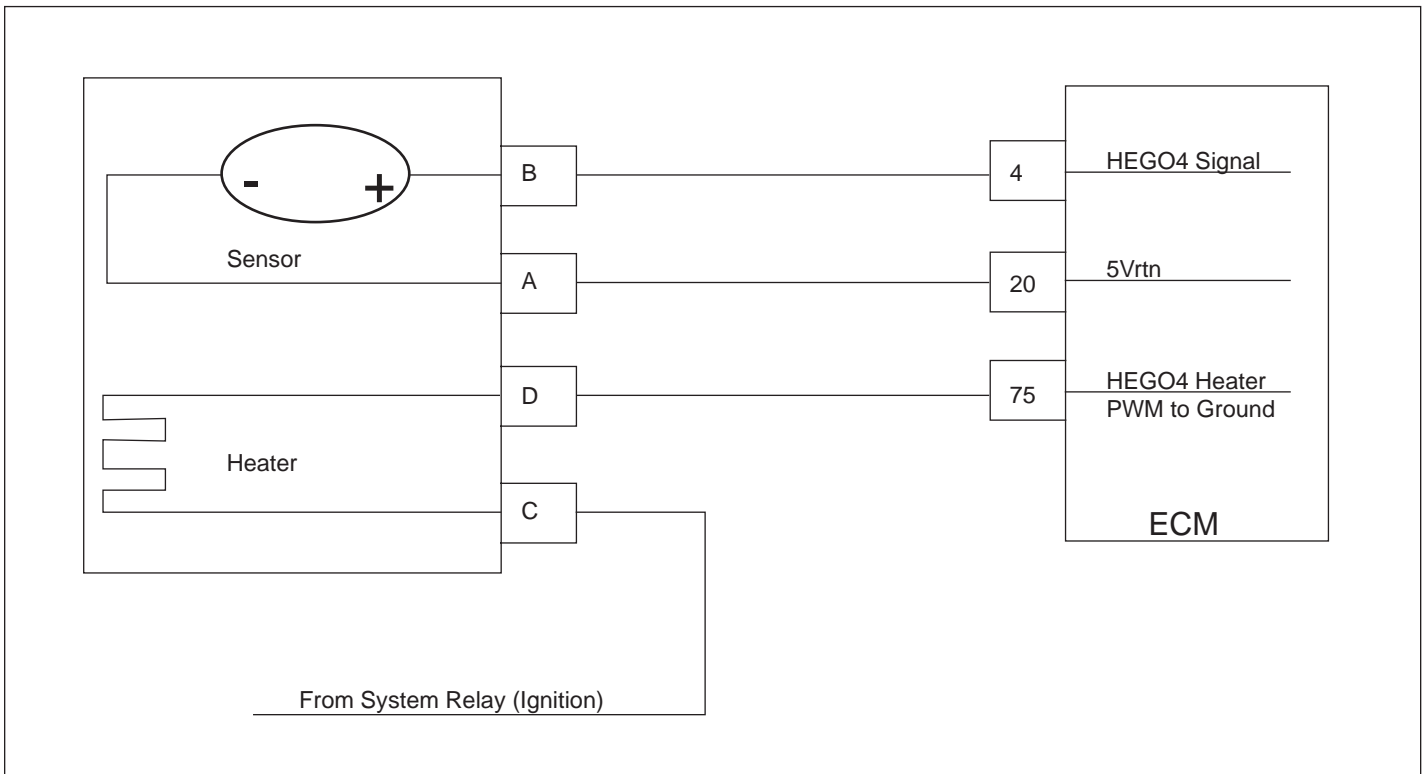 -
+
Sensor
Heater
B
A
D
C
From System Relay (Ignition)
4
20
75
HEGO4 Signal
5Vrtn
HEGO4 Heater
PWM to Ground
ECM